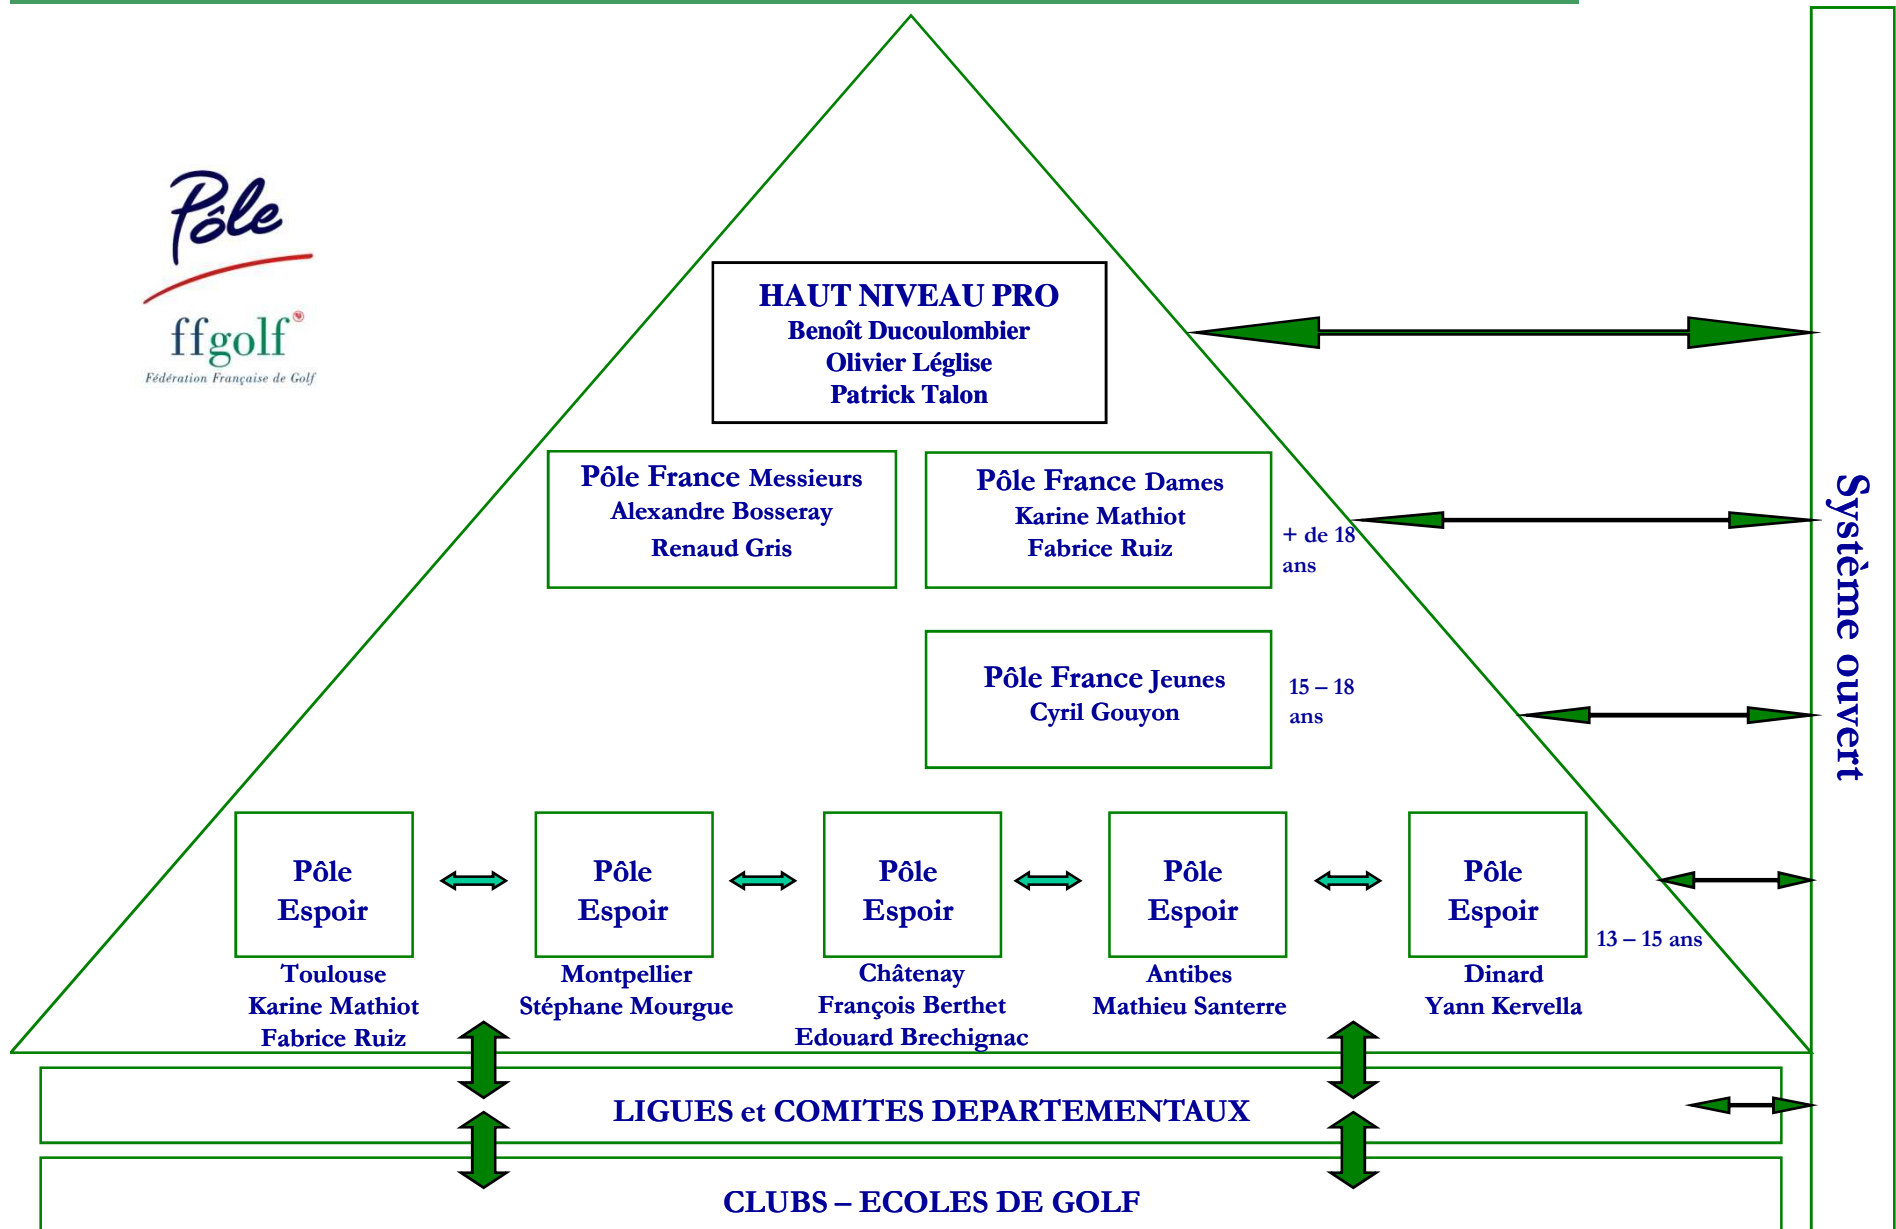 Pôle
ffgolf
Fédération Française de Golf
HAUT NIVEAU PRO
Benoît Ducoulombier
Olivier Léglise
Patrick Talon
Pôle France Messieurs
Alexandre Bosseray
Renaud Gris
Pôle France Dames
Karine Mathiot
Fabrice Ruiz
+ de 18
ans
Pôle France Jeunes
Cyril Gouyon
15 – 18
ans
Pôle
Espoir
Toulouse
Karine Mathiot
Fabrice Ruiz
Pôle
Espoir
Montpellier
Stéphane Mourgue
Pôle
Espoir
Châtenay
François Berthet
Edouard Brechignac
Pôle
Espoir
Antibes
Mathieu Santerre
Pôle
Espoir
Dinard
Yann Kervella
13 – 15 ans
LIGUES et COMITES DEPARTEMENTAUX
CLUBS – ECOLES DE GOLF
Système ouvert